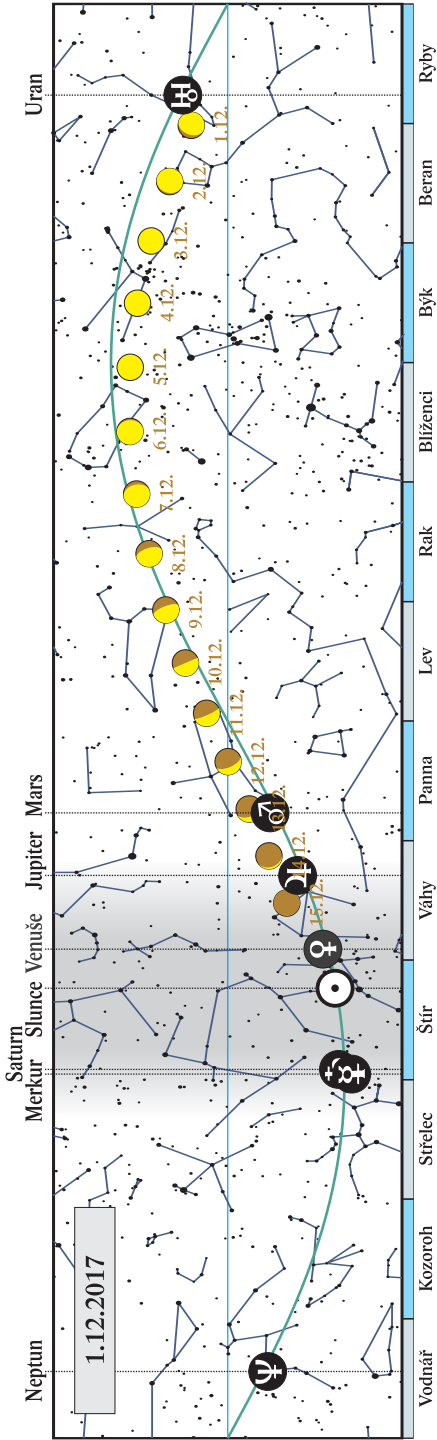 Neptun
Merkur
Saturn
Slunce
Venuše
Jupiter
Mars
Uran
1.12.2017
15.12.
14.12.
13.12.
12.12.
11.12.
10.12.
9.12.
8.12.
7.12.
6.12.
5.12.
4.12.
3.12.
2.12.
1.12.
Vodnář
Kozoroh
Střelec
Štír
Váhy
Panna
Lev
Rak
Blíženci
Býk
Beran
Ryby